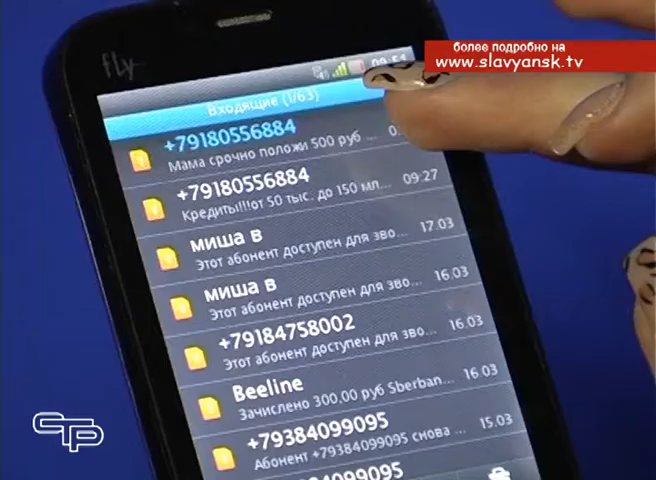 более подробно на
www.slavyansk.tv
fly
Входящие (1/63)
+79180556884
Мама срочно положи 500 руб ...
+79180556884
09:27
Кредиты!!!от 50 тыс. до 150 мл...
миша в
17.03
Этот абонент доступен для зво...
миша в
16.03
Этот абонент доступен для зво...
+79184758002
16.03
Этот абонент доступен для зво...
Beeline
16.03
Зачислено 300.00 руб Sberban...
+79384099095
15.03
Абонент +79384099095 снова ...
СТР